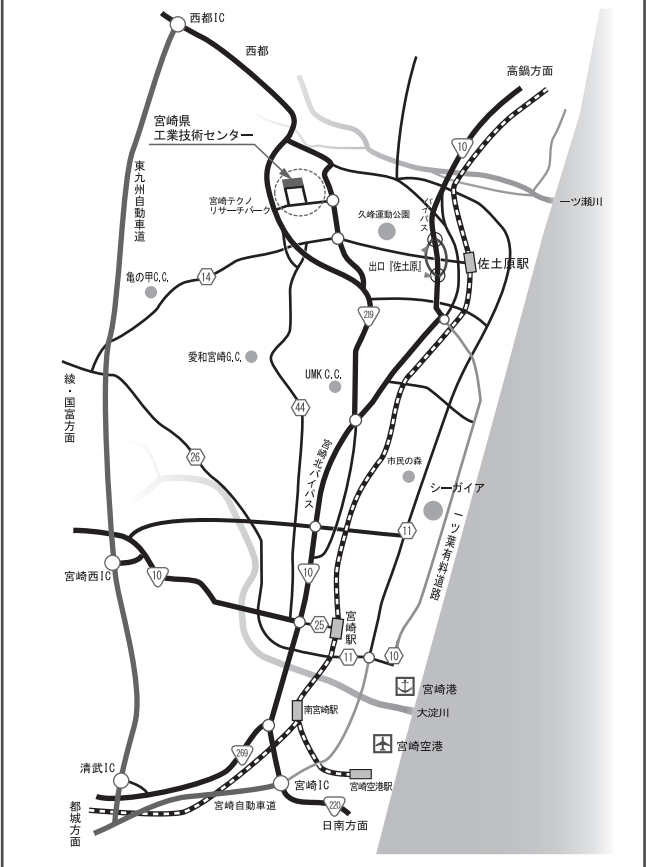 西都IC
西都
高鍋方面
宮崎県
工業技術センター
10
東九州自動車道
宮崎テクノ
リサーチパーク
久峰運動公園
バイパス
一ツ瀬川
佐土原駅
出口『佐土原』
亀の甲C.C.
14
219
愛和宮崎G.C.
UMK C.C.
綾・国富方面
44
26
宮崎北バイパス
市民の森
シーガイア
一ツ葉有料道路
11
宮崎西IC
10
10
25
宮崎駅
11
10
宮崎港
大淀川
南宮崎駅
宮崎空港
269
清武IC
宮崎IC
宮崎空港駅
都城方面
宮崎自動車道
220
日南方面